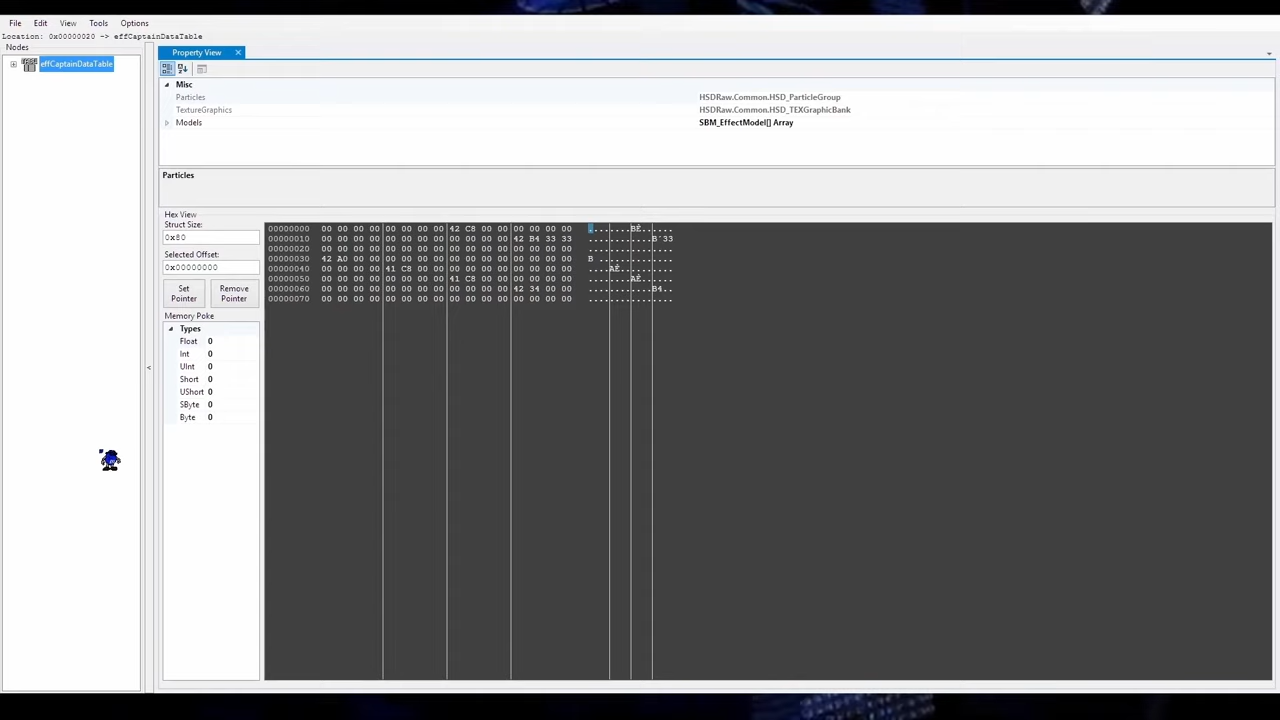 File Edit View Tools Options
Location: 0x00000020 -> effCaptainDataTable
Nodes
effCaptainDataTable
Property View
Misc
Particles HSDRaw.Common.HSD_ParticleGroup
TextureGraphics HSDRaw.Common.HSD_TEXGraphicBank
Models SBM_EffectModel[] Array
Particles
Hex View
Struct Size:
0x80
Selected Offset:
0x00000000
Set Pointer
Remove Pointer
Memory Poke
Types
Float 0
Int 0
UInt 0
Short 0
UShort 0
SByte 0
Byte 0
00000000 00 00 00 00 00 00 00 00 42 C8 00 00 00 00 00 00 ........BÈ......
00000010 00 00 00 00 00 00 00 00 00 00 00 00 42 B4 33 33 ............B´33
00000020 00 00 00 00 00 00 00 00 00 00 00 00 00 00 00 00 ................
00000030 42 A0 00 00 00 00 00 00 00 00 00 00 00 00 00 00 B ..............
00000040 00 00 00 00 41 C8 00 00 00 00 00 00 00 00 00 00 ....AÈ..........
00000050 00 00 00 00 00 00 00 00 41 C8 00 00 00 00 00 00 ........AÈ......
00000060 00 00 00 00 00 00 00 00 00 00 00 00 42 34 00 00 ............B4..
00000070 00 00 00 00 00 00 00 00 00 00 00 00 00 00 00 00 ................